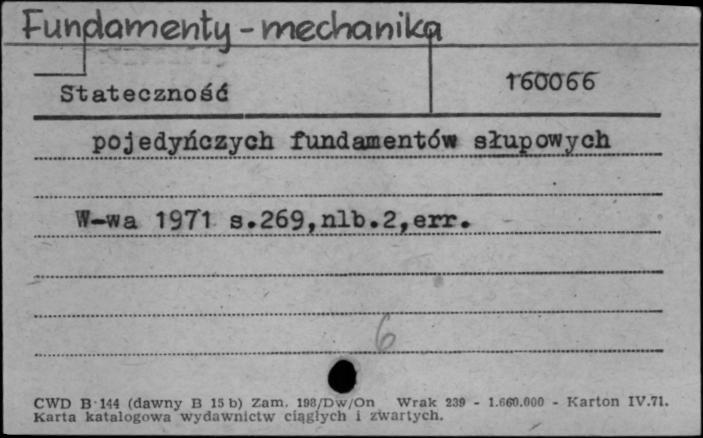 Fundamenty - mechanika
Stateczność
160066
pojedyńczych fundamentów słupowych
W-wa 1971 s.269,nlb.2,err.
6
CWD B-144 (dawny B 15 b) Zam. 198/Dw/On Wrak 239 - 1.660.000 - Karton IV.71.
Karta katalogowa wydawnictw ciągłych i zwartych.